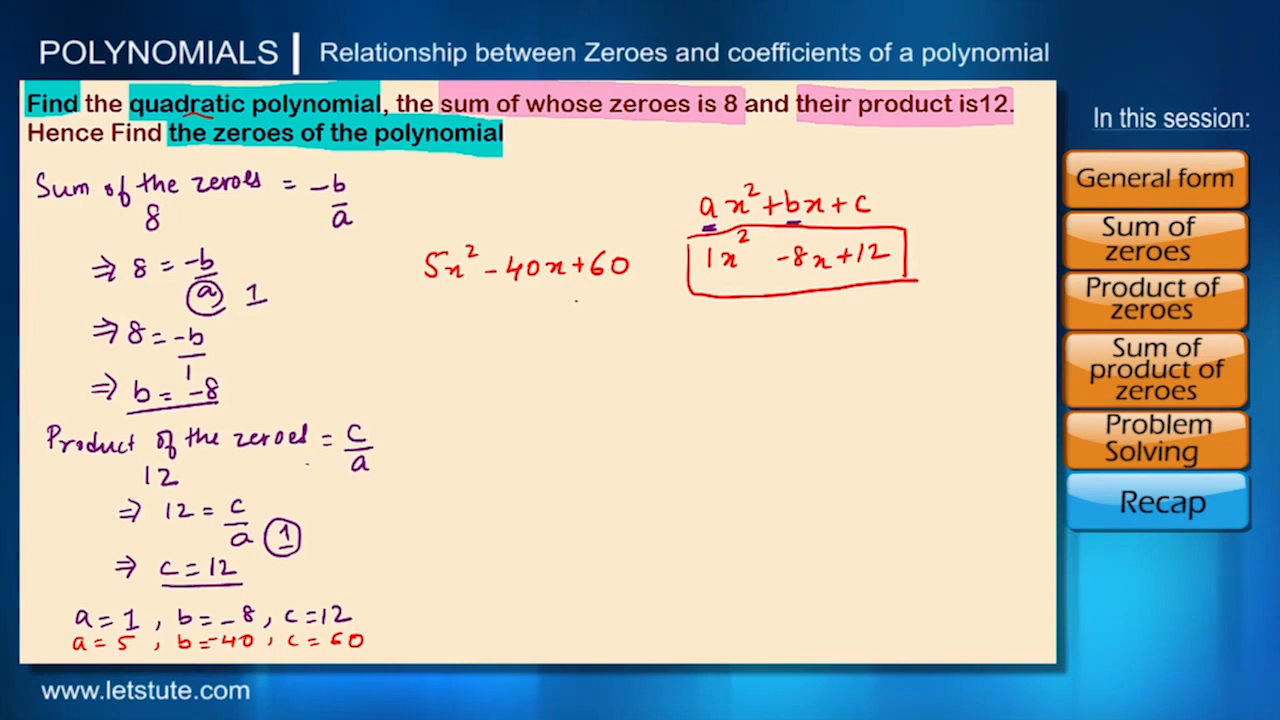 POLYNOMIALS | Relationship between Zeroes and coefficients of a polynomial
Find the quadratic polynomial, the sum of whose zeroes is 8 and their product is12.
Hence Find the zeroes of the polynomial
Sum of the zeroes = -b/a
8
⇒ 8 = -b/a 1
⇒ 8 = -b/1
⇒ b = -8
Product of the zeroes = c/a
12
⇒ 12 = c/a 1
⇒ c = 12
a = 1 , b = -8 , c = 12
a = 5 , b = -40 , c = 60
5x² - 40x + 60
ax² + bx + c
1x² - 8x + 12
In this session:
General form
Sum of
zeroes
Product of
zeroes
Sum of
product of
zeroes
Problem
Solving
Recap
www.letstute.com